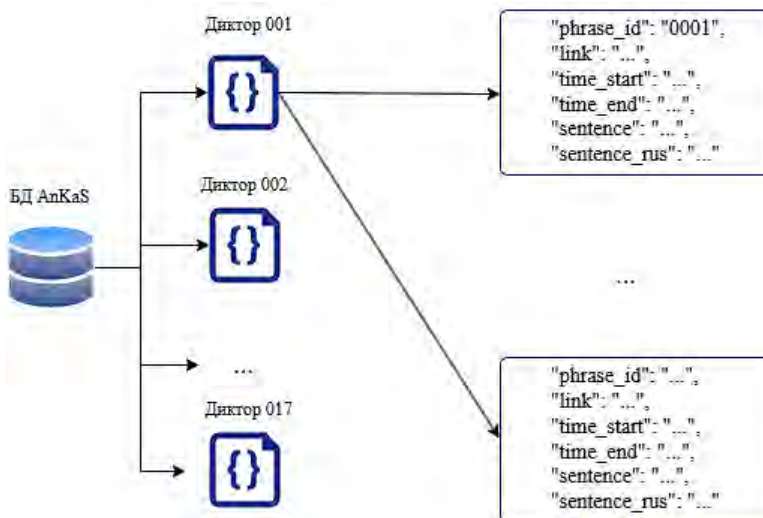 Диктор 001
"phrase_id": "0001",
"link": "...",
"time_start": "...",
"time_end": "...",
"sentence": "...",
"sentence_rus": "..."
{}
Диктор 002
БД AnKaS
{}
...
...
Диктор 017
{}
"phrase_id": "...",
"link": "...",
"time_start": "...",
"time_end": "...",
"sentence": "...",
"sentence_rus": "..."